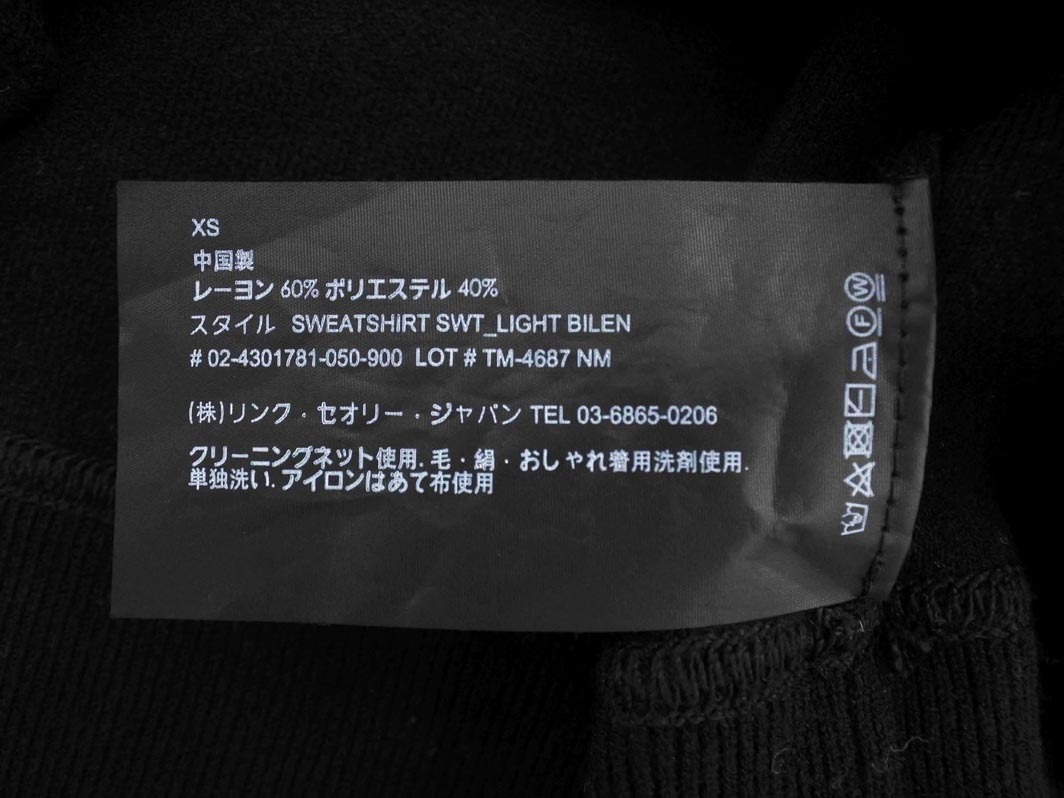 XS
中国製
レーヨン 60% ポリエステル 40%
スタイル SWEATSHIRT SWT_LIGHT BILEN
# 02-4301781-050-900 LOT # TM-4687 NM
(株)リンク・セオリー・ジャパン TEL 03-6865-0206
クリーニングネット使用.毛・絹・おしゃれ着用洗剤使用.
単独洗い.アイロンはあて布使用
W
F